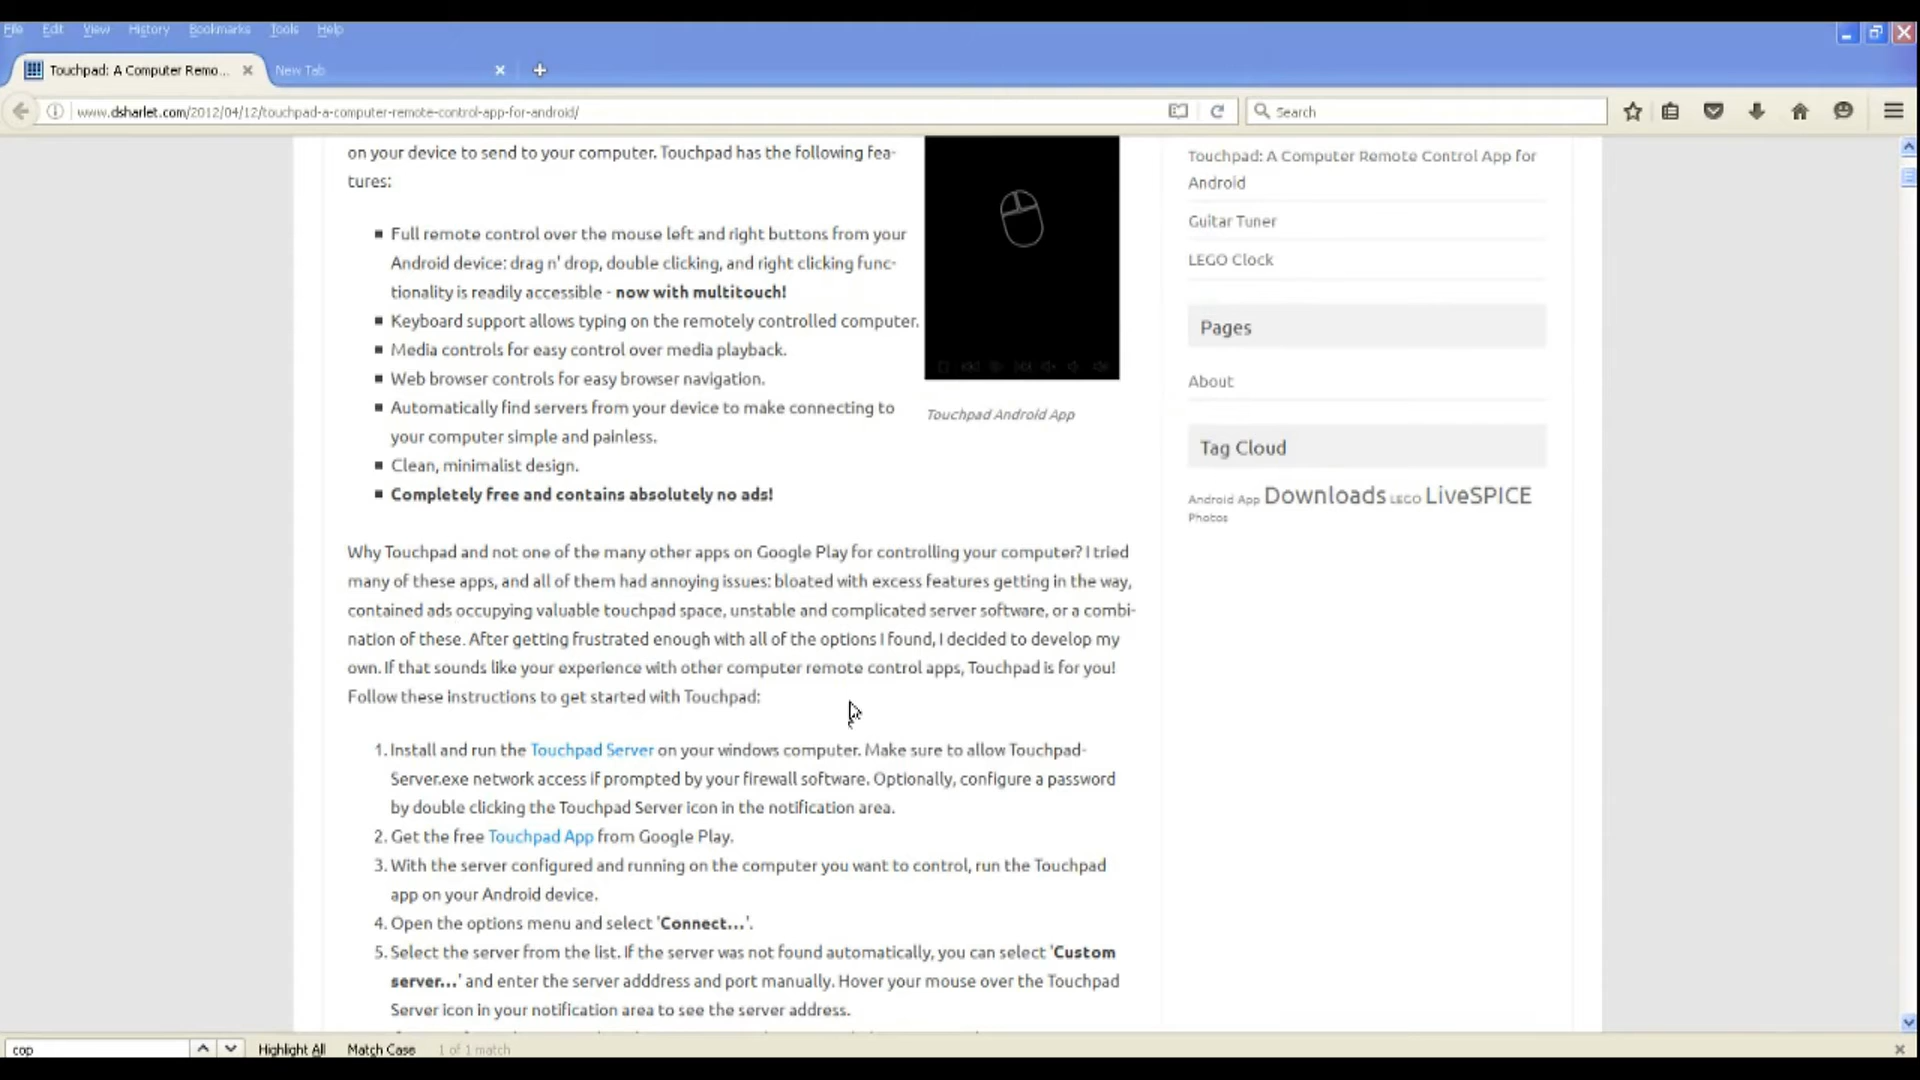 File Edit View History Bookmarks Tools Help
Touchpad: A Computer Remo... New Tab
www.dsharlet.com/2012/04/12/touchpad-a-computer-remote-control-app-for-android/ Search
on your device to send to your computer. Touchpad has the following fea-
tures:
Full remote control over the mouse left and right buttons from your
Android device: drag n' drop, double clicking, and right clicking func-
tionality is readily accessible - now with multitouch!
Keyboard support allows typing on the remotely controlled computer.
Media controls for easy control over media playback.
Web browser controls for easy browser navigation.
Automatically find servers from your device to make connecting to
your computer simple and painless.
Clean, minimalist design.
Completely free and contains absolutely no ads!
Touchpad Android App
Why Touchpad and not one of the many other apps on Google Play for controlling your computer? I tried
many of these apps, and all of them had annoying issues: bloated with excess features getting in the way,
contained ads occupying valuable touchpad space, unstable and complicated server software, or a combi-
nation of these. After getting frustrated enough with all of the options I found, I decided to develop my
own. If that sounds like your experience with other computer remote control apps, Touchpad is for you!
Follow these instructions to get started with Touchpad:
1. Install and run the Touchpad Server on your windows computer. Make sure to allow Touchpad-
Server.exe network access if prompted by your firewall software. Optionally, configure a password
by double clicking the Touchpad Server icon in the notification area.
2. Get the free Touchpad App from Google Play.
3. With the server configured and running on the computer you want to control, run the Touchpad
app on your Android device.
4. Open the options menu and select 'Connect...'.
5. Select the server from the list. If the server was not found automatically, you can select 'Custom
server...' and enter the server adddress and port manually. Hover your mouse over the Touchpad
Server icon in your notification area to see the server address.
Touchpad: A Computer Remote Control App for
Android
Guitar Tuner
LEGO Clock
Pages
About
Tag Cloud
Android App Downloads LEGO LiveSPICE
Photos
cop Highlight All Match Case 1 of 1 match